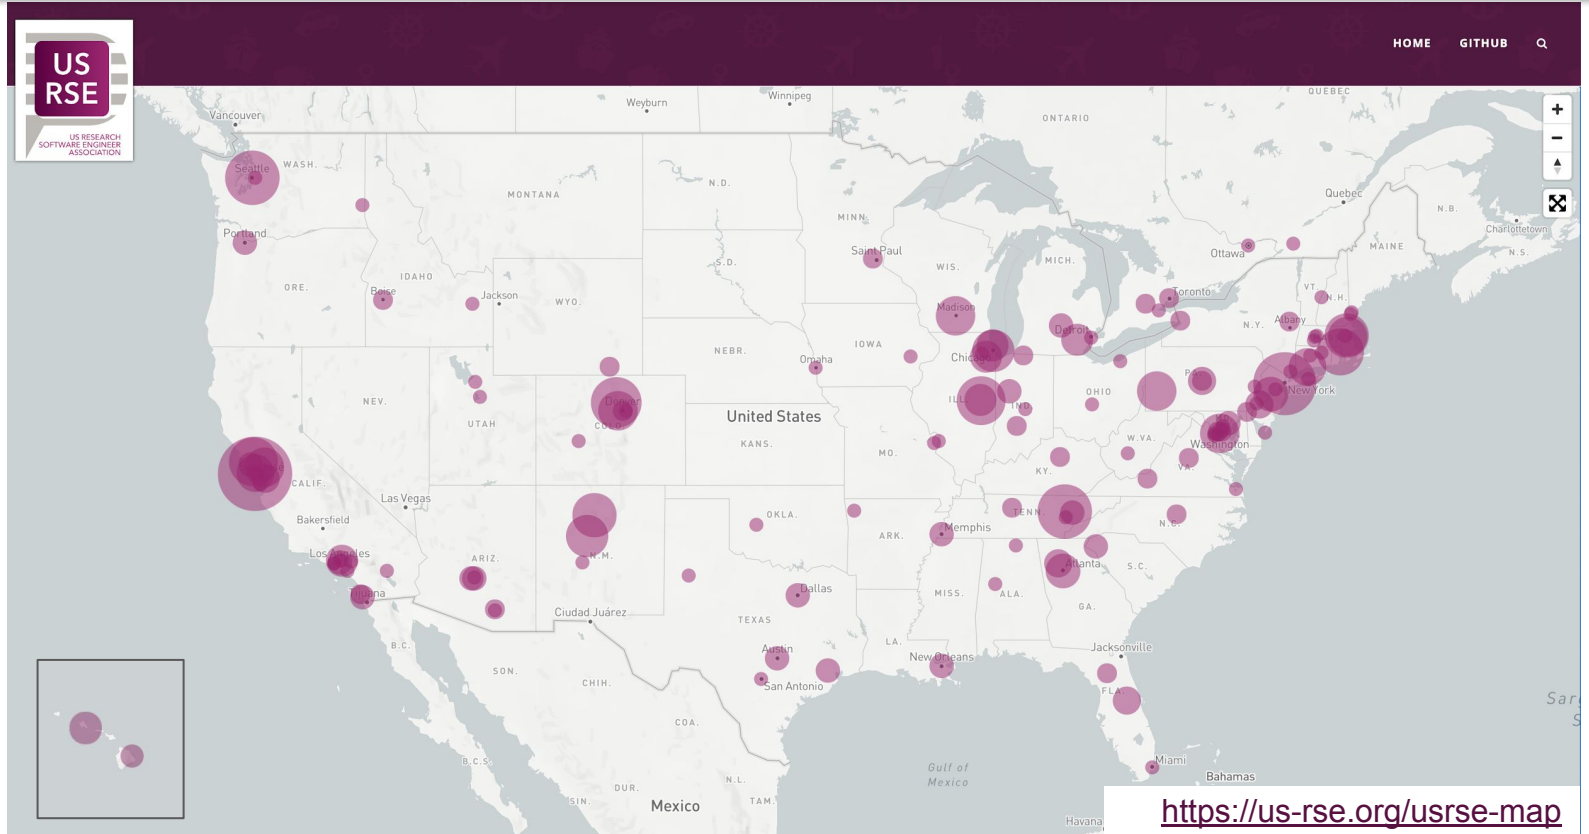 US
RSE
US RESEARCH
SOFTWARE ENGINEER
ASSOCIATION
HOME GITHUB
QUEBEC
Vancouver
Weyburn
Winnipeg
ONTARIO
Seattle
WASH.
MONTANA
N.D.
MINN.
Quebec
N.B.
Charlottetown
Portland
Saint Paul
Ottawa
MAINE
N.S.
S.D.
WIS.
MICH.
IDAHO
ORE.
Boise
Jackson
WYO.
Toronto
VT.
N.H.
Madison
Detroit
N.Y.
Albany
NEBR.
IOWA
Omaha
Chicago
PA.
New York
NEV.
UTAH
Denver
COLO.
United States
ILL.
IND.
OHIO
KANS.
MO.
W.VA.
Washington
VA.
KY.
CALIF.
Las Vegas
Bakersfield
OKLA.
TENN.
N.C.
Memphis
ARK.
Los Angeles
ARIZ.
N.M.
Atlanta
S.C.
Tijuana
Dallas
MISS.
ALA.
GA.
Ciudad Juárez
TEXAS
B.C.
LA.
Jacksonville
Austin
New Orleans
SON.
CHIH.
San Antonio
FLA.
COA.
B.C.S.
Gulf of
Mexico
Miami
Bahamas
N.L.
DUR.
SIN.
Mexico
TAM.
Havana
https://us-rse.org/usrse-map